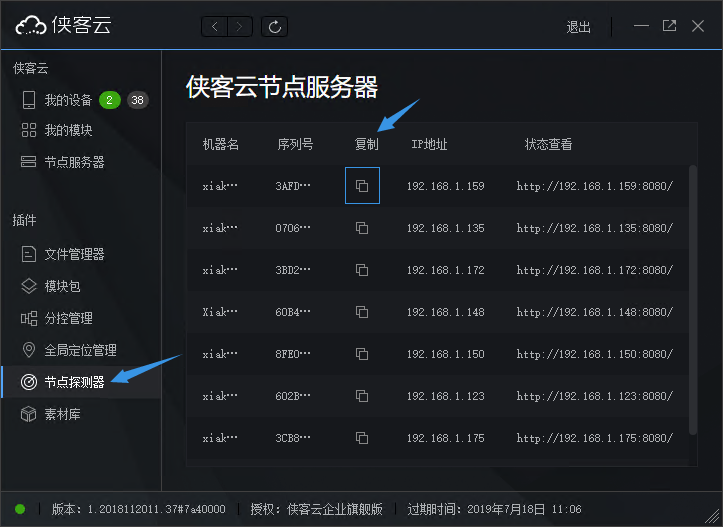 侠客云
退出
侠客云
我的设备 2 38
我的模块
节点服务器
插件
文件管理器
模块包
分控管理
全局定位管理
节点探测器
素材库
侠客云节点服务器
机器名 序列号 复制 IP地址 状态查看
xiak… 3AFD… 192.168.1.159 http://192.168.1.159:8080/
xiak… 0706… 192.168.1.135 http://192.168.1.135:8080/
xiak… 3BD2… 192.168.1.172 http://192.168.1.172:8080/
Xiak… 60B4… 192.168.1.148 http://192.168.1.148:8080/
xiak… 8FE0… 192.168.1.150 http://192.168.1.150:8080/
xiak… 602B… 192.168.1.123 http://192.168.1.123:8080/
xiak… 3CB8… 192.168.1.175 http://192.168.1.175:8080/
版本: 1.2018112011.37#7a40000 授权: 侠客云企业旗舰版 过期时间: 2019年7月18日 11:06